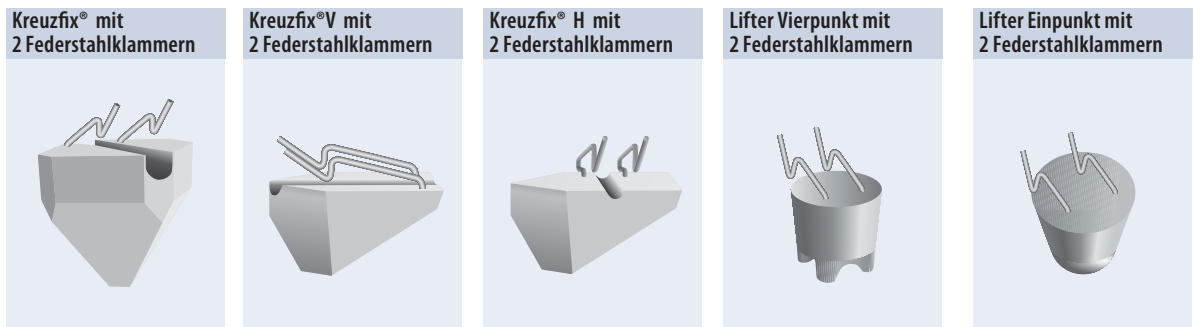 Kreuzfix® mit
2 Federstahlklammern
Kreuzfix®V mit
2 Federstahlklammern
Kreuzfix® H mit
2 Federstahlklammern
Lifter Vierpunkt mit
2 Federstahlklammern
Lifter Einpunkt mit
2 Federstahlklammern